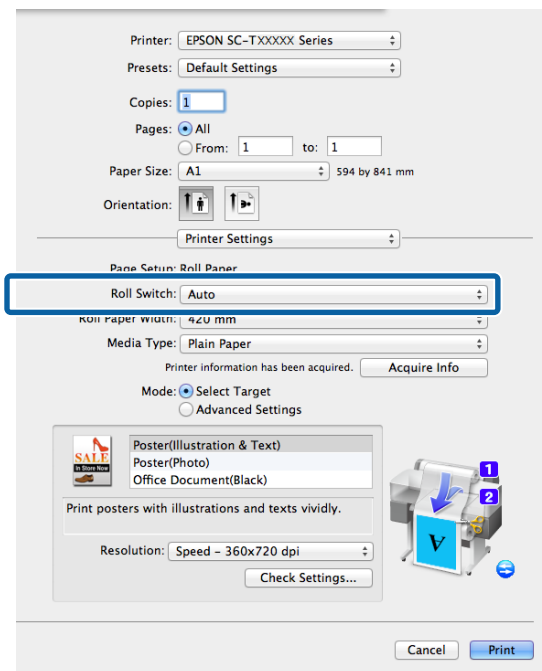 Printer: EPSON SC-TXXXXX Series
Presets: Default Settings
Copies: 1
Pages: All
From: 1 to: 1
Paper Size: A1 594 by 841 mm
Orientation:
Printer Settings
Page Setup: Roll Paper
Roll Switch: Auto
Roll Paper Width: 420 mm
Media Type: Plain Paper
Printer information has been acquired. Acquire Info
Mode: Select Target
Advanced Settings
SALE
In Store Now
Poster(Illustration & Text)
Poster(Photo)
Office Document(Black)
Print posters with illustrations and texts vividly.
Resolution: Speed – 360x720 dpi
Check Settings...
1
2
A
Cancel Print